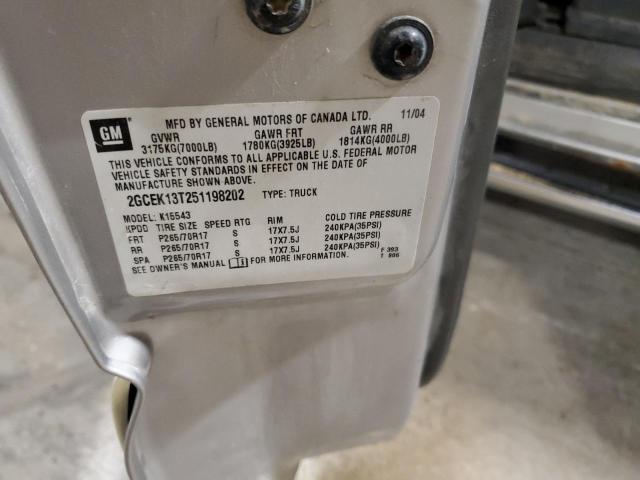 MFD BY GENERAL MOTORS OF CANADA LTD. 11/04
GM
GVWR GAWR FRT GAWR RR
3175KG(7000LB) 1780KG(3925LB) 1814KG(4000LB)
THIS VEHICLE CONFORMS TO ALL APPLICABLE U.S. FEDERAL MOTOR
VEHICLE SAFETY STANDARDS IN EFFECT ON THE DATE OF
MANUFACTURE SHOWN ABOVE.
2GCEK13T251198202 TYPE: TRUCK
MODEL: K15543
KPDD TIRE SIZE SPEED RTG RIM COLD TIRE PRESSURE
FRT P265/70R17 S 17X7.5J 240KPA(35PSI)
RR P265/70R17 S 17X7.5J 240KPA(35PSI)
SPA P265/70R17 S 17X7.5J 240KPA(35PSI)
SEE OWNER'S MANUAL FOR MORE INFORMATION.
F 393
T 886